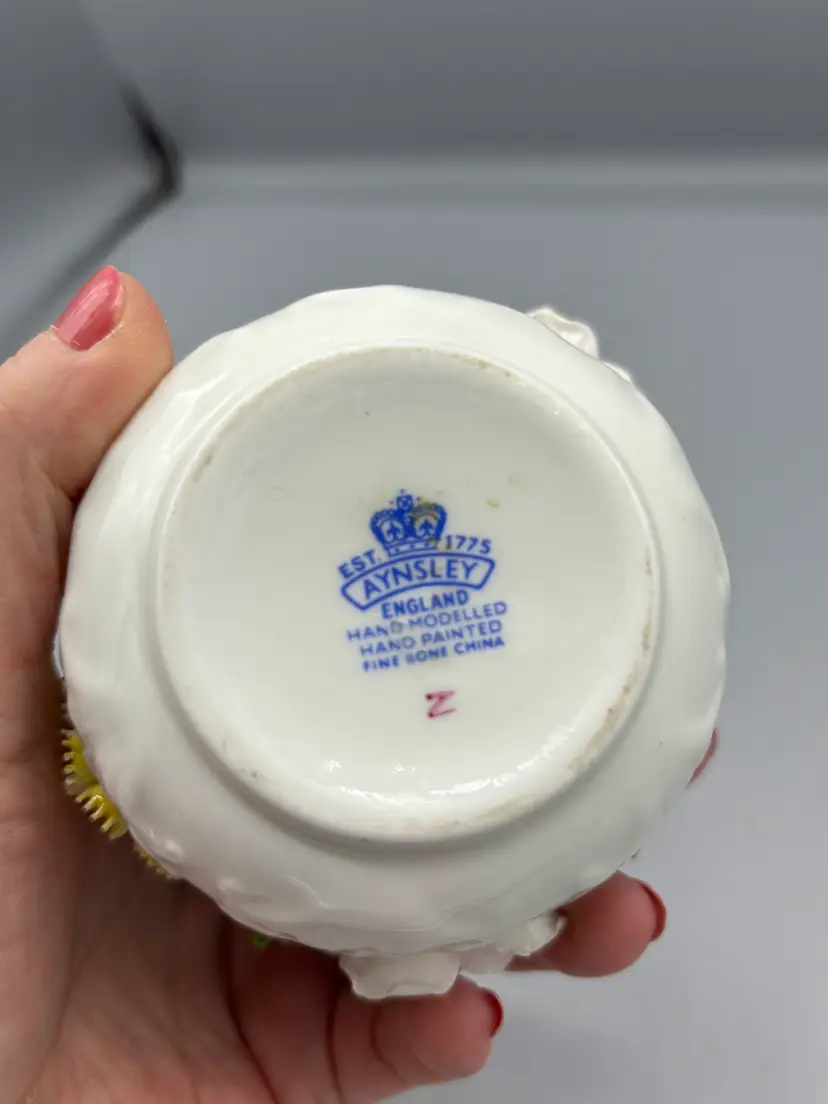 EST. 1775
AYNSLEY
ENGLAND
HAND MODELLED
HAND PAINTED
FINE BONE CHINA
Z